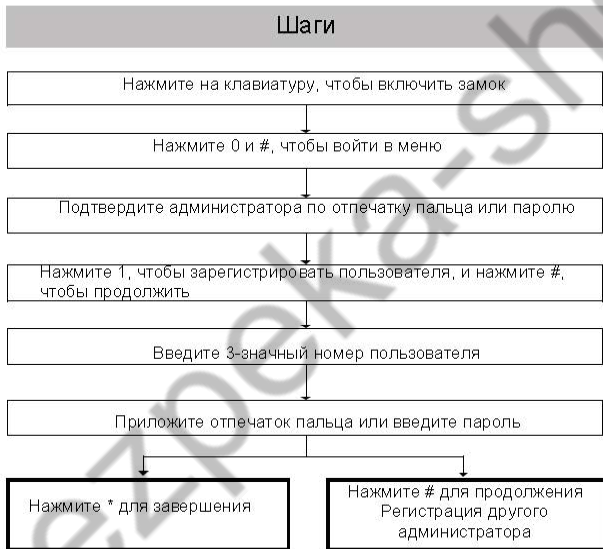 Шаги
Нажмите на клавиатуру, чтобы включить замок
Нажмите 0 и #, чтобы войти в меню
Подтвердите администратора по отпечатку пальца или паролю
Нажмите 1, чтобы зарегистрировать пользователя, и нажмите #,
чтобы продолжить
Введите 3-значный номер пользователя
Приложите отпечаток пальца или введите пароль
Нажмите * для завершения
Нажмите # для продолжения
Регистрация другого
администратора
ezpeka-sh